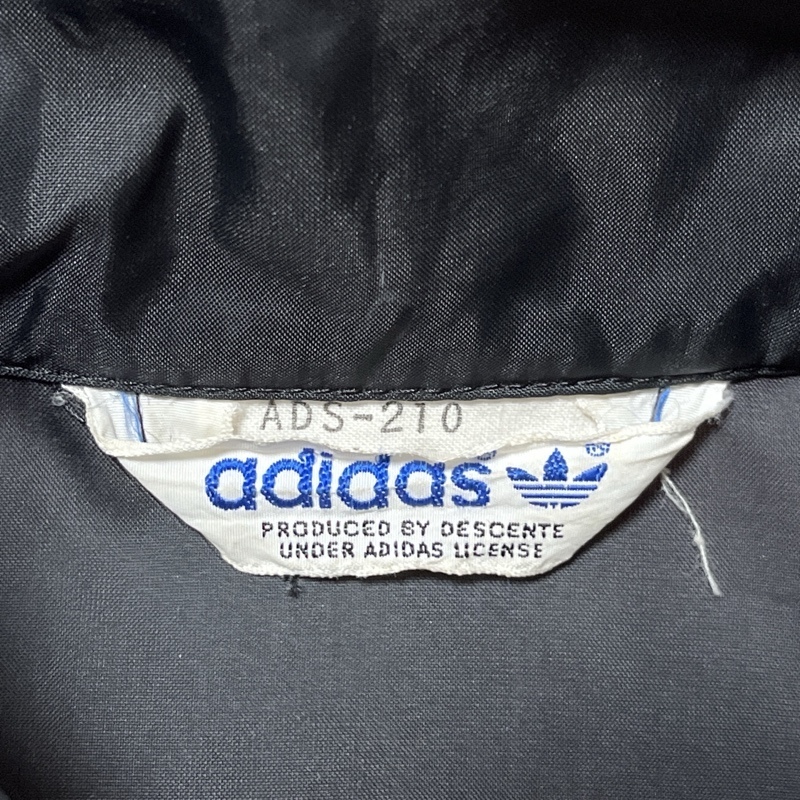 ADS-210
adidas ®
PRODUCED BY DESCENTE
UNDER ADIDAS LICENSE